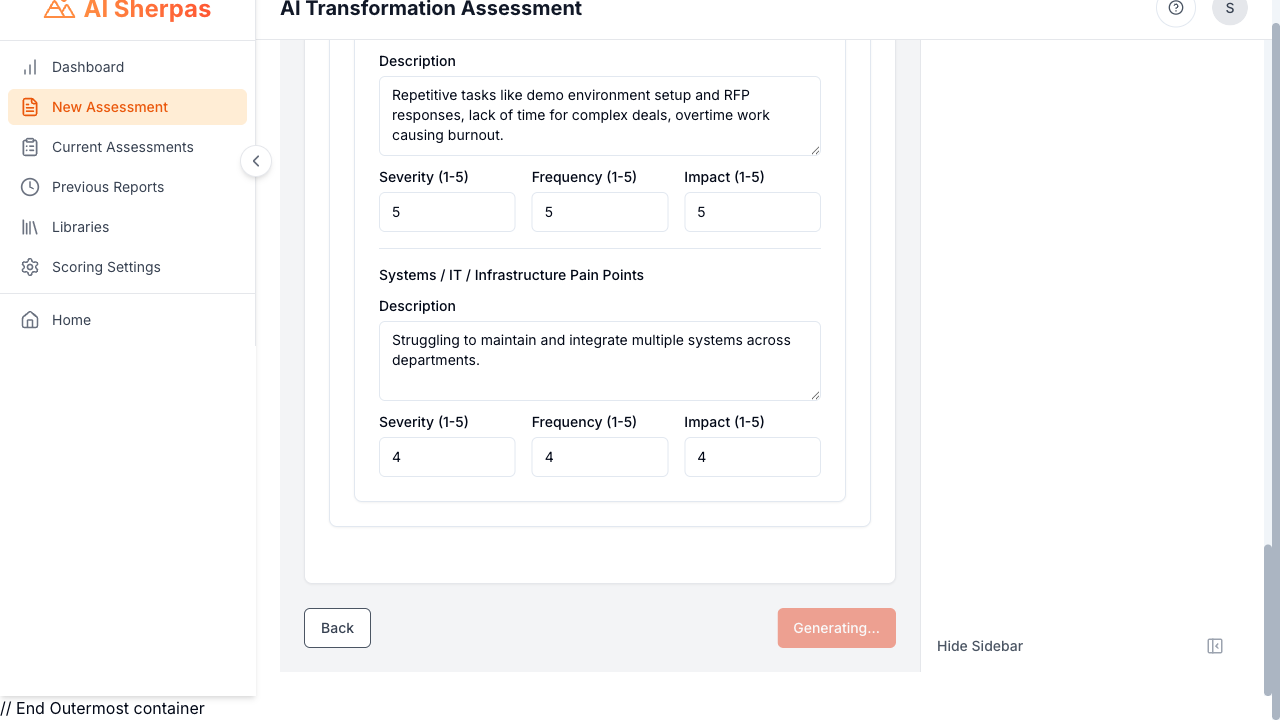 AI Sherpas
AI Transformation Assessment
S
Dashboard
New Assessment
Current Assessments
Previous Reports
Libraries
Scoring Settings
Home
Description
Repetitive tasks like demo environment setup and RFP
responses, lack of time for complex deals, overtime work
causing burnout.
Severity (1-5) Frequency (1-5) Impact (1-5)
5 5 5
Systems / IT / Infrastructure Pain Points
Description
Struggling to maintain and integrate multiple systems across
departments.
Severity (1-5) Frequency (1-5) Impact (1-5)
4 4 4
Back Generating...
Hide Sidebar
// End Outermost container